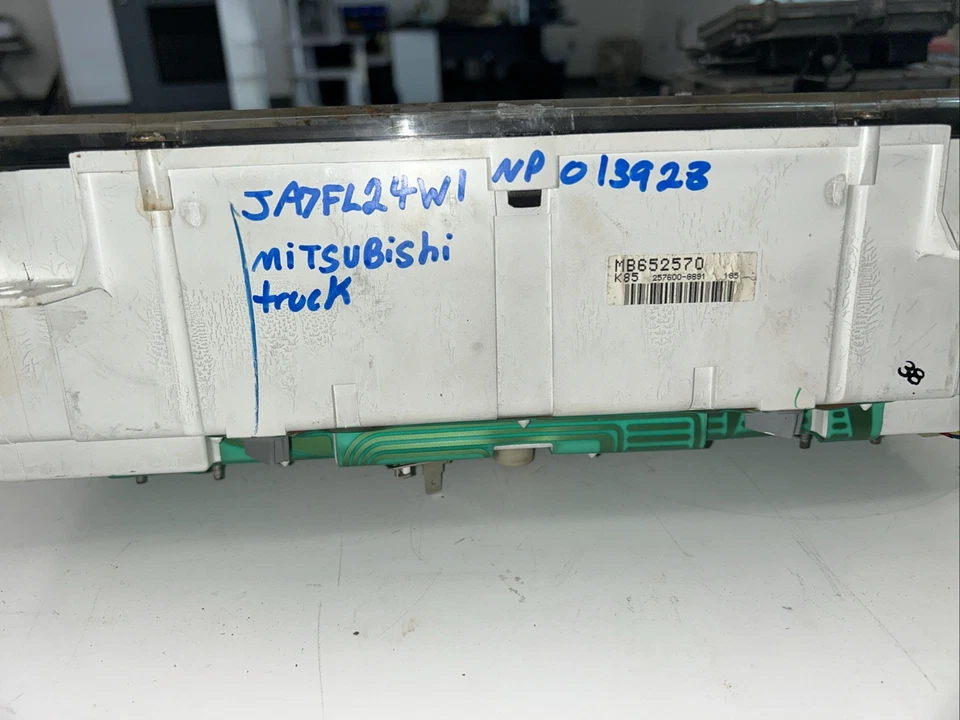 JA7FL24W1 NP 013928
MITSUBiShi
truck
MB652570
K85 257600-8891 185
38